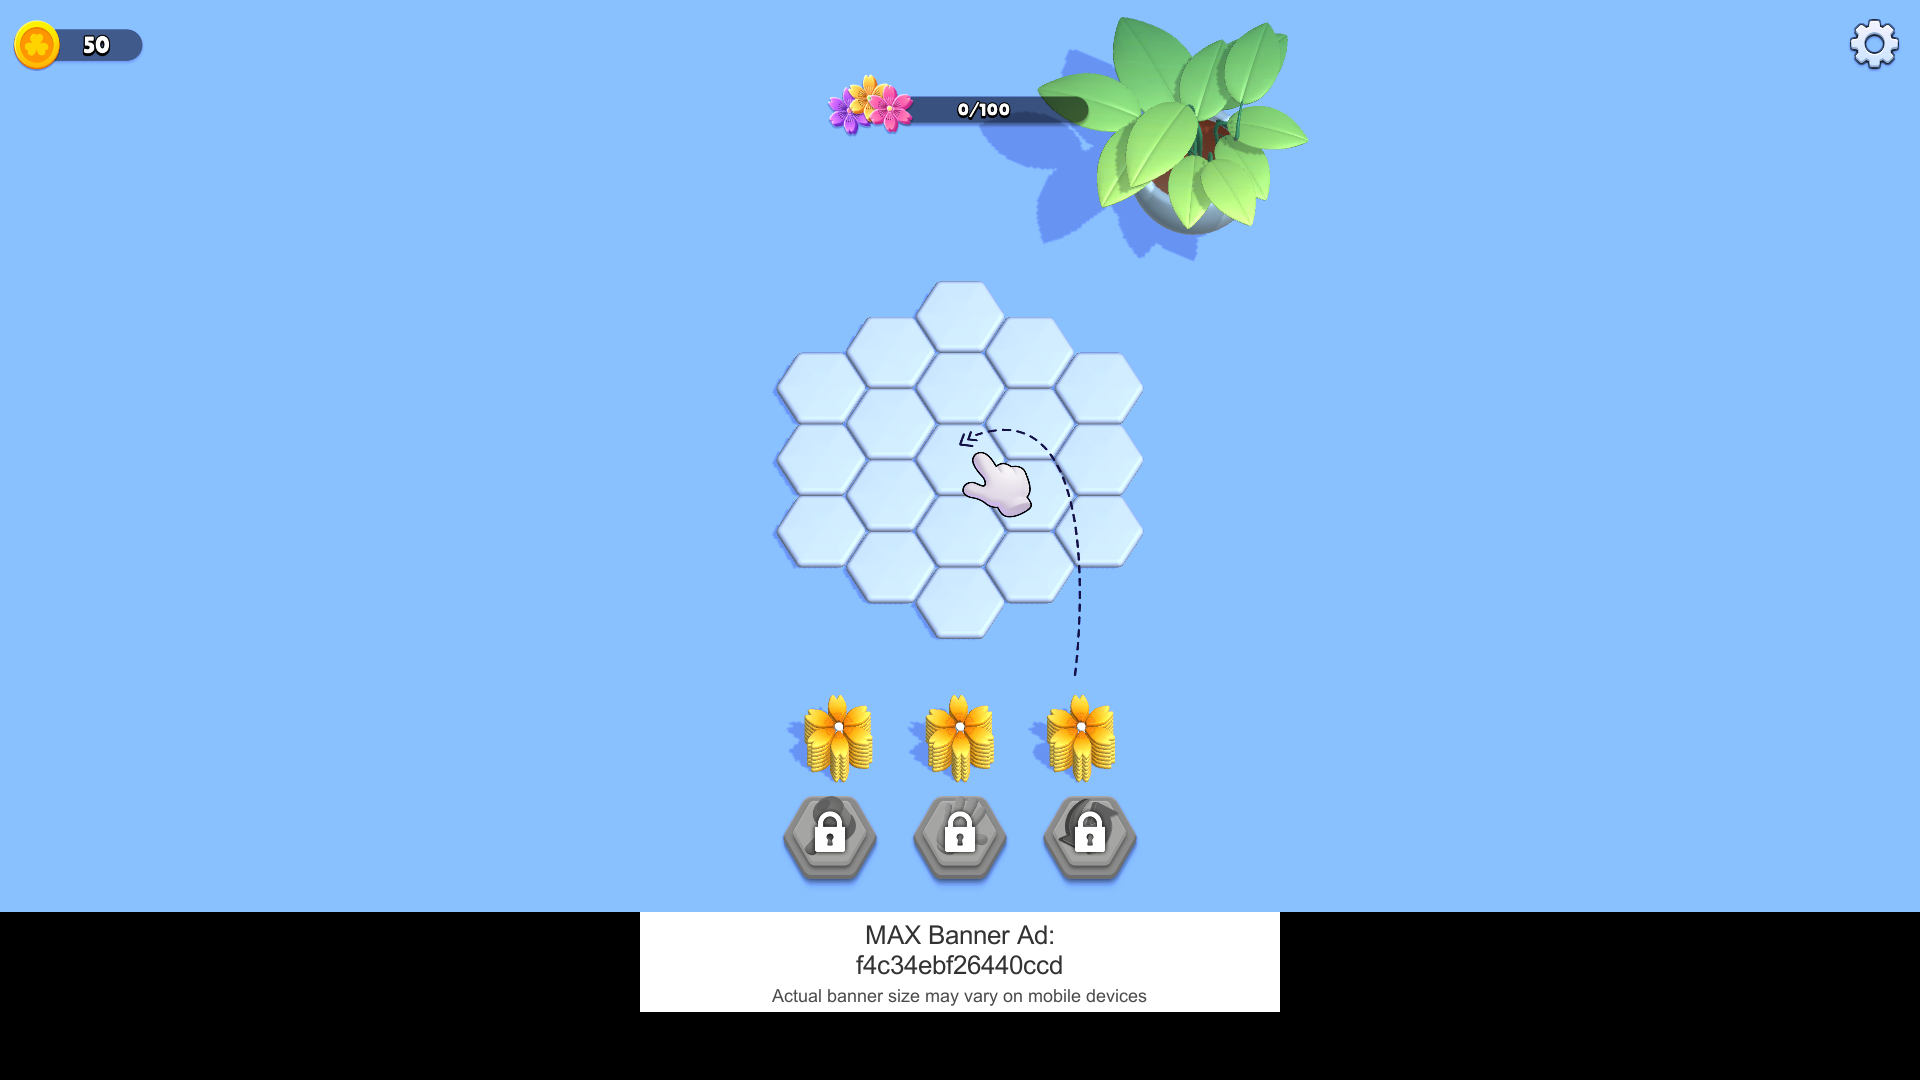 50
0/100
MAX Banner Ad:
f4c34ebf26440ccd
Actual banner size may vary on mobile devices